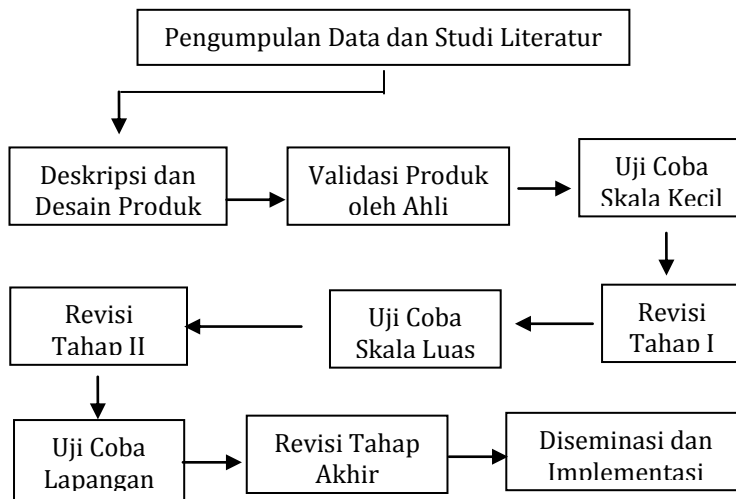 Pengumpulan Data dan Studi Literatur
Deskripsi dan
Desain Produk
Validasi Produk
oleh Ahli
Uji Coba
Skala Kecil
Revisi
Tahap I
Uji Coba
Skala Luas
Revisi
Tahap II
Uji Coba
Lapangan
Revisi Tahap
Akhir
Diseminasi dan
Implementasi